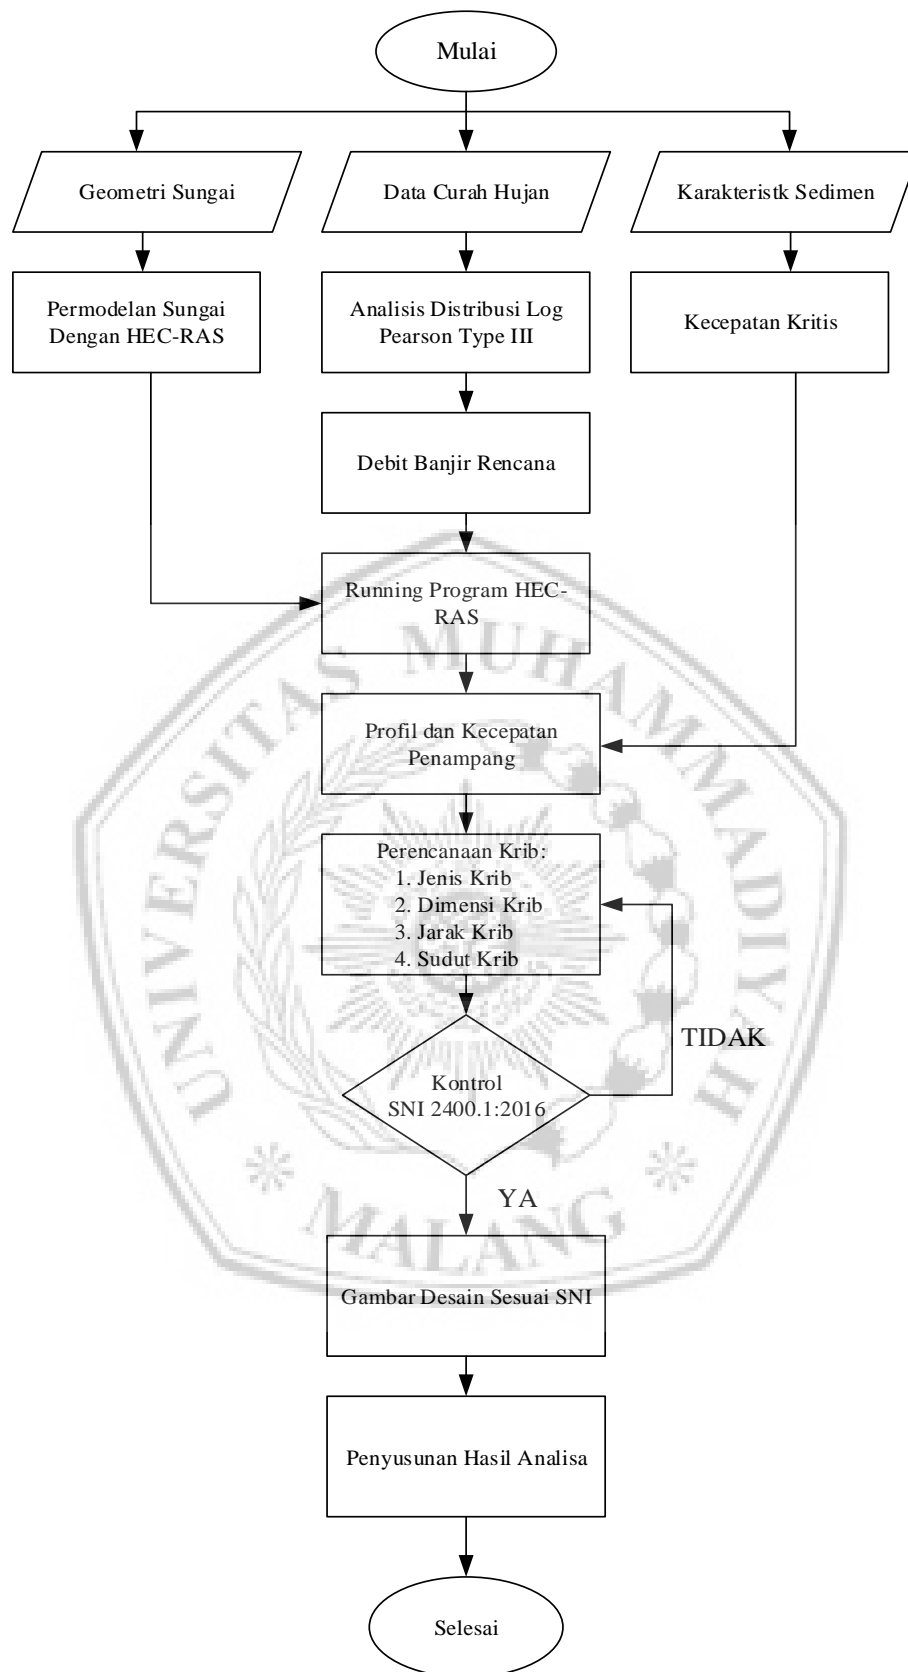 Mulai
Geometri Sungai
Data Curah Hujan
Karakteristk Sedimen
Permodelan Sungai
Dengan HEC-RAS
Analisis Distribusi Log
Pearson Type III
Kecepatan Kritis
Debit Banjir Rencana
Running Program HEC-
RAS
Profil dan Kecepatan
Penampang
Perencanaan Krib:
1. Jenis Krib
2. Dimensi Krib
3. Jarak Krib
4. Sudut Krib
TIDAK
Kontrol
SNI 2400.1:2016
YA
Gambar Desain Sesuai SNI
Penyusunan Hasil Analisa
Selesai
UNIVERSITAS MUHAMMADIYAH
MALANG